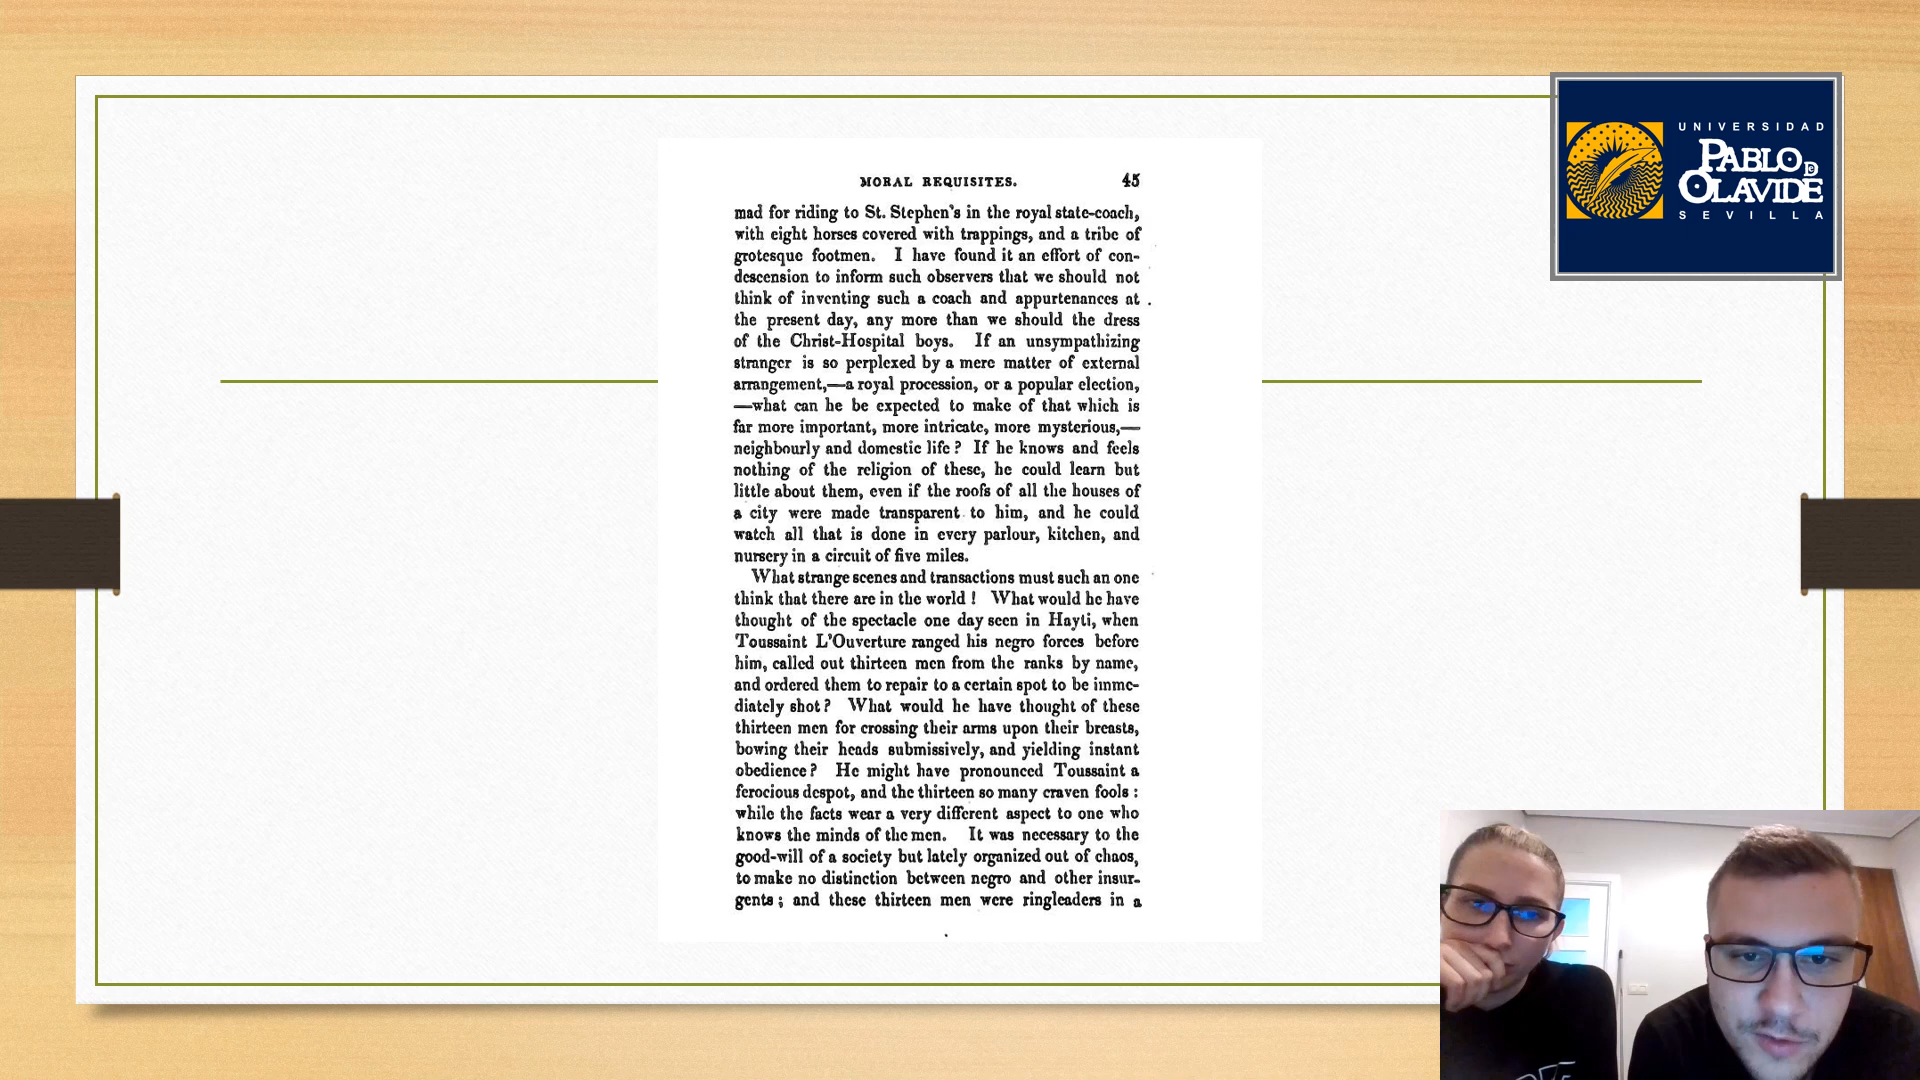 MORAL REQUISITES. 45
mad for riding to St. Stephen's in the royal state-coach,
with eight horses covered with trappings, and a tribe of
grotesque footmen. I have found it an effort of con-
descension to inform such observers that we should not
think of inventing such a coach and appurtenances at
the present day, any more than we should the dress
of the Christ-Hospital boys. If an unsympathizing
stranger is so perplexed by a mere matter of external
arrangement,—a royal procession, or a popular election,
—what can he be expected to make of that which is
far more important, more intricate, more mysterious,—
neighbourly and domestic life? If he knows and feels
nothing of the religion of these, he could learn but
little about them, even if the roofs of all the houses of
a city were made transparent to him, and he could
watch all that is done in every parlour, kitchen, and
nursery in a circuit of five miles.
What strange scenes and transactions must such an one
think that there are in the world! What would he have
thought of the spectacle one day seen in Hayti, when
Toussaint L'Ouverture ranged his negro forces before
him, called out thirteen men from the ranks by name,
and ordered them to repair to a certain spot to be imme-
diately shot? What would he have thought of these
thirteen men for crossing their arms upon their breasts,
bowing their heads submissively, and yielding instant
obedience? He might have pronounced Toussaint a
ferocious despot, and the thirteen so many craven fools:
while the facts wear a very different aspect to one who
knows the minds of the men. It was necessary to the
good-will of a society but lately organized out of chaos,
to make no distinction between negro and other insur-
gents; and these thirteen men were ringleaders in a
UNIVERSIDAD
PABLO DE
OLAVIDE
SEVILLA